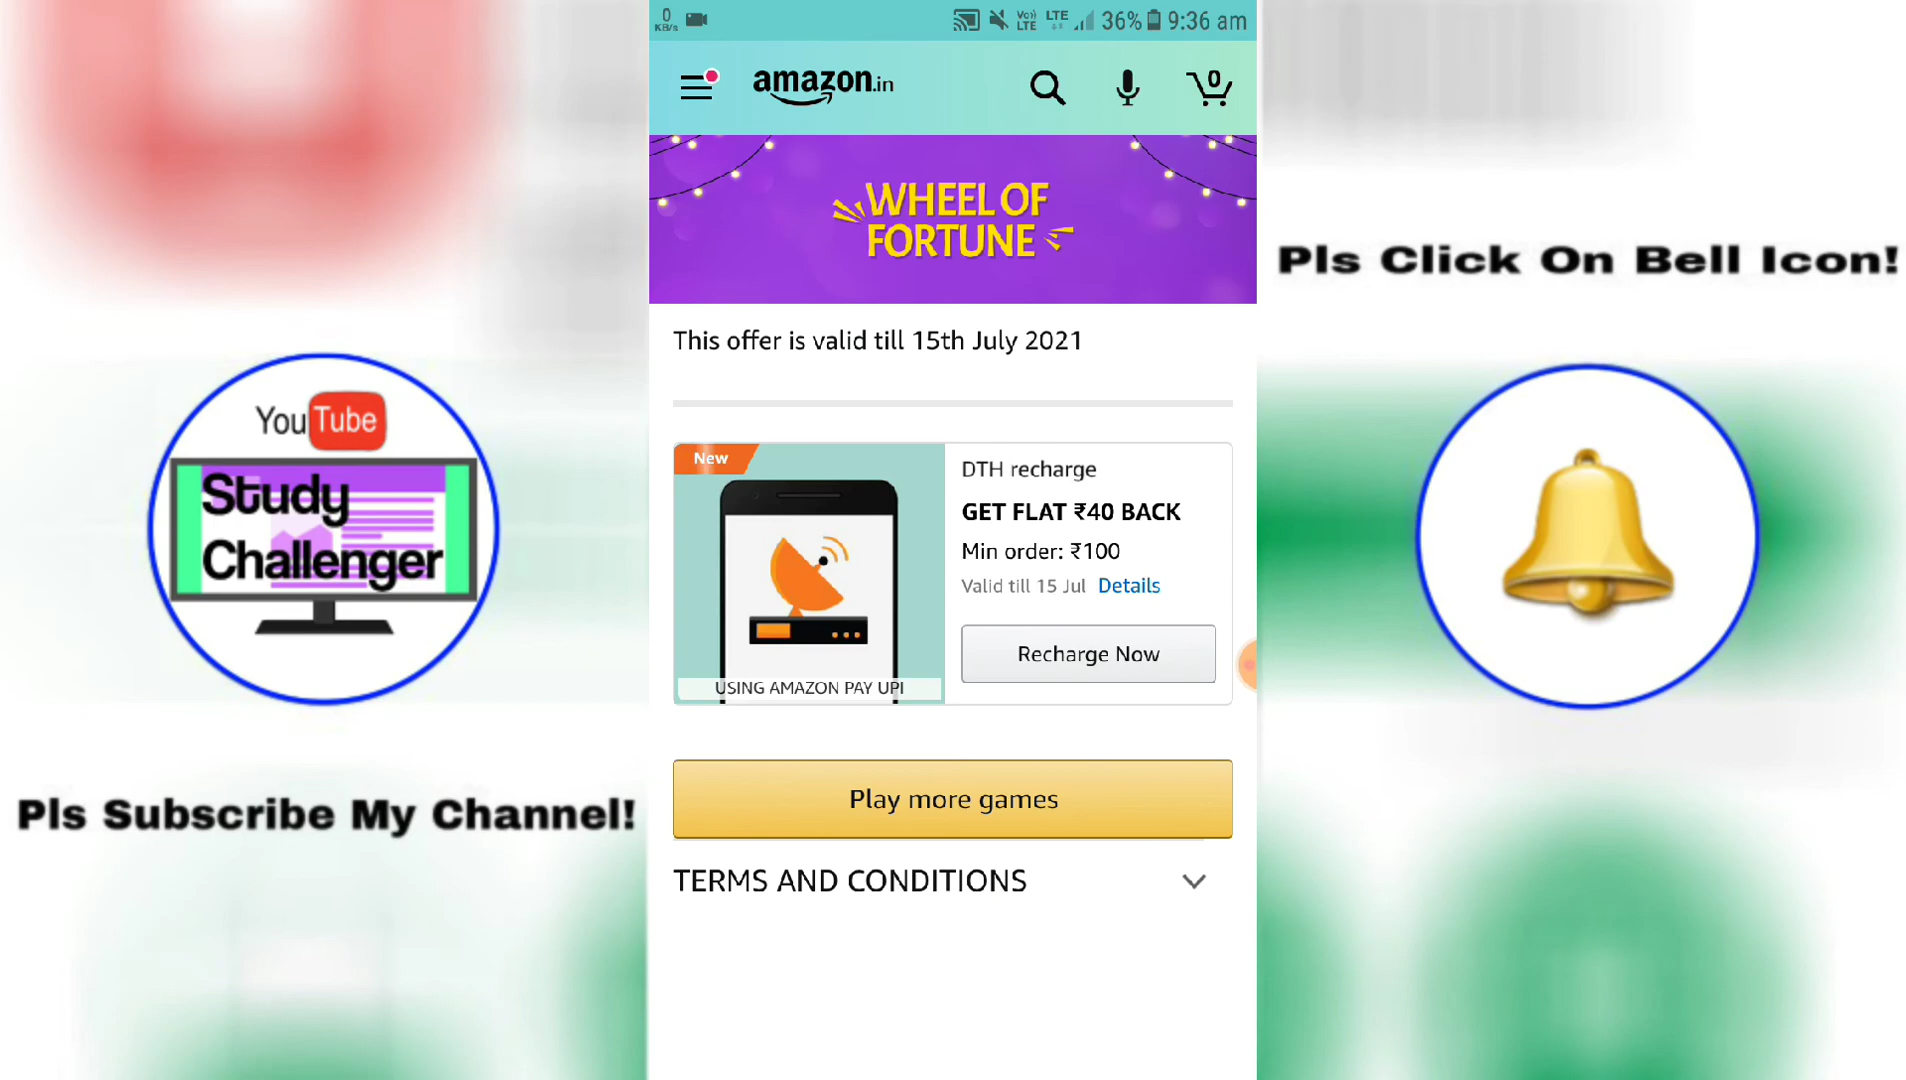 0
KB/s
Vo))
LTE
LTE
36%
9:36 am
amazon.in
0
WHEEL OF
FORTUNE
This offer is valid till 15th July 2021
New
DTH recharge
GET FLAT ₹40 BACK
Min order: ₹100
Valid till 15 Jul Details
Recharge Now
USING AMAZON PAY UPI
Play more games
TERMS AND CONDITIONS
YouTube
Study
Challenger
Pls Subscribe My Channel!
Pls Click On Bell Icon!